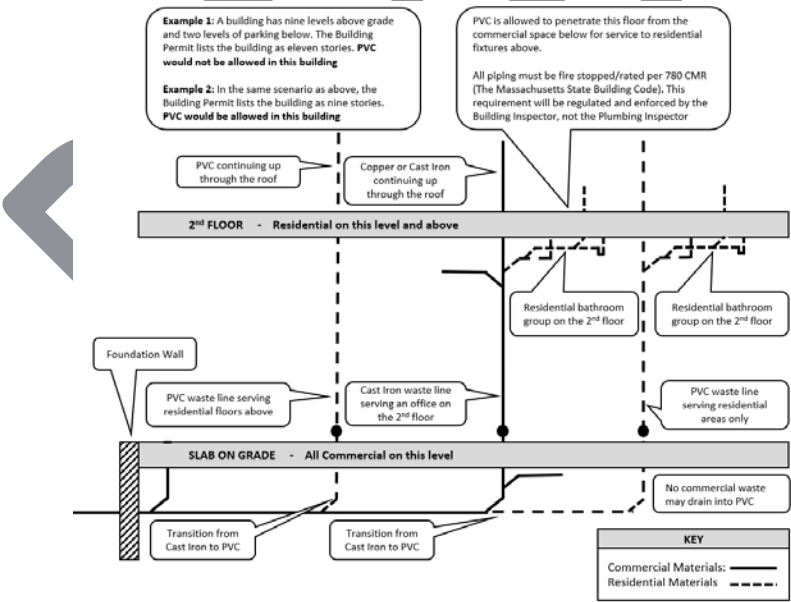 Example 1: A building has nine levels above grade
and two levels of parking below. The Building
Permit lists the building as eleven stories. PVC
would not be allowed in this building
Example 2: In the same scenario as above, the
Building Permit lists the building as nine stories.
PVC would be allowed in this building
PVC is allowed to penetrate this floor from the
commercial space below for service to residential
fixtures above.
All piping must be fire stopped/rated per 780 CMR
(The Massachusetts State Building Code). This
requirement will be regulated and enforced by the
Building Inspector, not the Plumbing Inspector
PVC continuing up
through the roof
Copper or Cast Iron
continuing up
through the roof
2nd FLOOR - Residential on this level and above
Residential bathroom
group on the 2nd floor
Residential bathroom
group on the 2nd floor
Foundation Wall
PVC waste line serving
residential floors above
Cast Iron waste line
serving an office on
the 2nd floor
PVC waste line
serving residential
areas only
SLAB ON GRADE - All Commercial on this level
No commercial waste
may drain into PVC
Transition from
Cast Iron to PVC
Transition from
Cast Iron to PVC
KEY
Commercial Materials:
Residential Materials